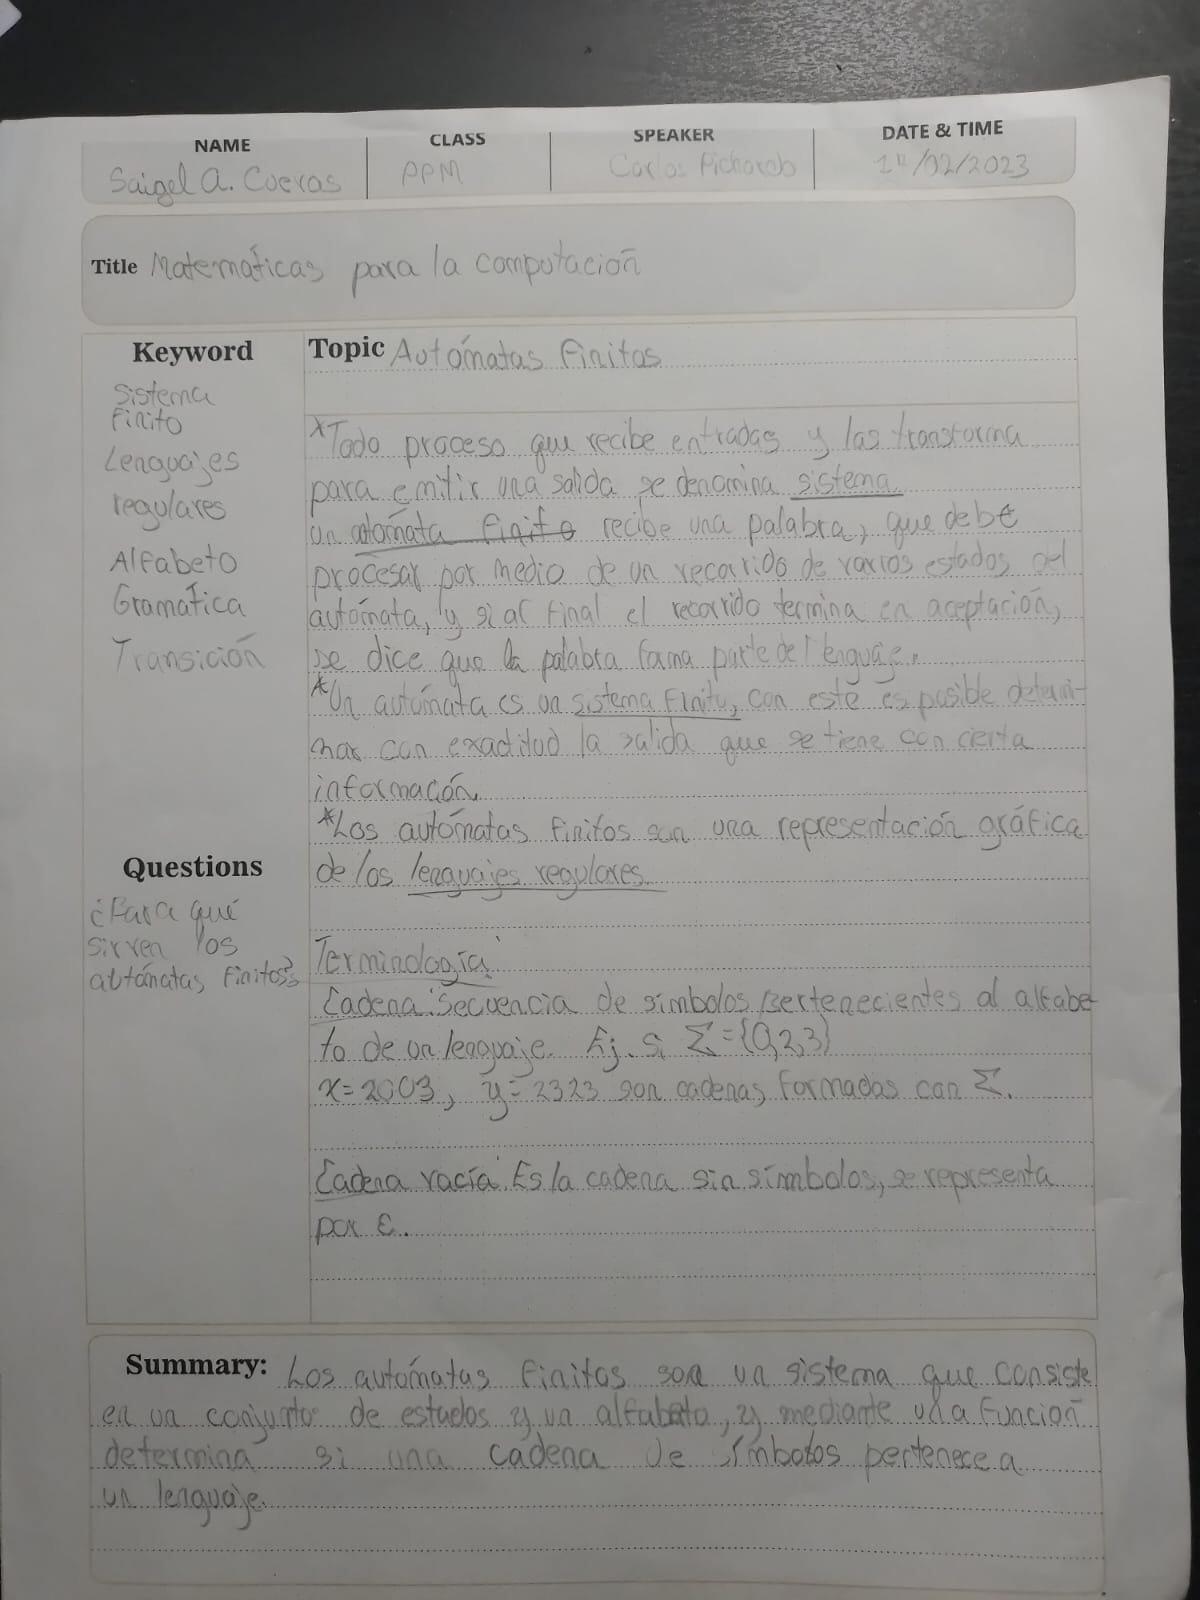 NAME
CLASS
SPEAKER
DATE & TIME
Saigel A. Cuevas
PPM
Carlos
14/02/2023
Title Matemáticas para la computación
Keyword
Sistema
finito
Lenguajes
regulares
Alfabeto
Gramática
Transición
Questions
¿Para qué
sirven los
autómatas finitos?
Topic Autómatas finitos
*Todo proceso que recibe entradas y las transforma
para emitir una salida se denomina sistema.
Un autómata finito recibe una palabra, que debe
procesar por medio de un recorrido de varios estados del
autómata, y si al final el recorrido termina en aceptación,
se dice que la palabra forma parte del lenguaje.
*Un autómata es un sistema finito, con este es posible determi-
nar con exactitud la salida que se tiene con cierta
información.
*Los autómatas finitos son una representación gráfica
de los lenguajes regulares.
Terminología:
Cadena: Secuencia de símbolos pertenecientes al alfabe-
to de un lenguaje. Ej. Si Σ={0,2,3}
x=2003, y=2323 son cadenas formadas con Σ.
Cadena vacía: Es la cadena sin símbolos, se representa
por ε.
Summary: Los autómatas finitos son un sistema que consiste
en un conjunto de estados y un alfabeto, y mediante una función
determina si una cadena de símbolos pertenece a
un lenguaje.